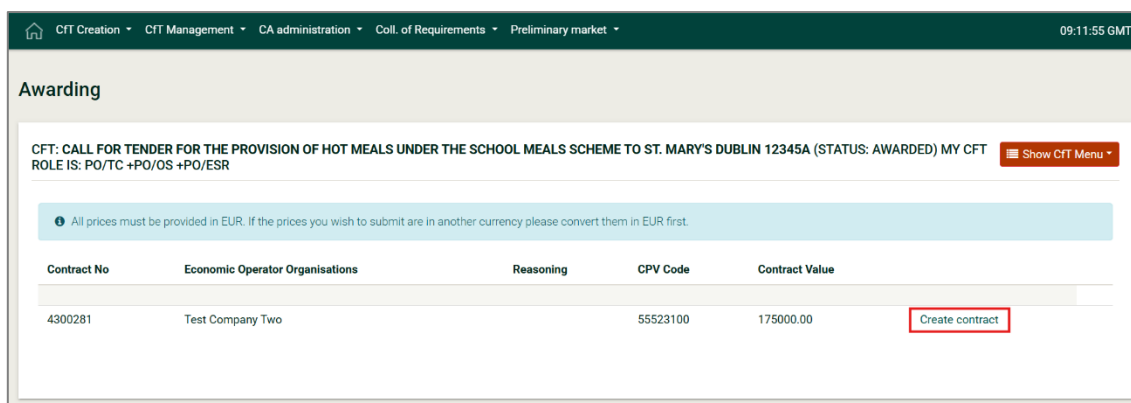 CfT Creation CfT Management CA administration Coll. of Requirements Preliminary market 09:11:55 GMT
Awarding
CFT: CALL FOR TENDER FOR THE PROVISION OF HOT MEALS UNDER THE SCHOOL MEALS SCHEME TO ST. MARY'S DUBLIN 12345A (STATUS: AWARDED) MY CFT
ROLE IS: PO/TC +PO/OS +PO/ESR
Show CfT Menu
All prices must be provided in EUR. If the prices you wish to submit are in another currency please convert them in EUR first.
Contract No Economic Operator Organisations Reasoning CPV Code Contract Value
4300281 Test Company Two 55523100 175000.00 Create contract